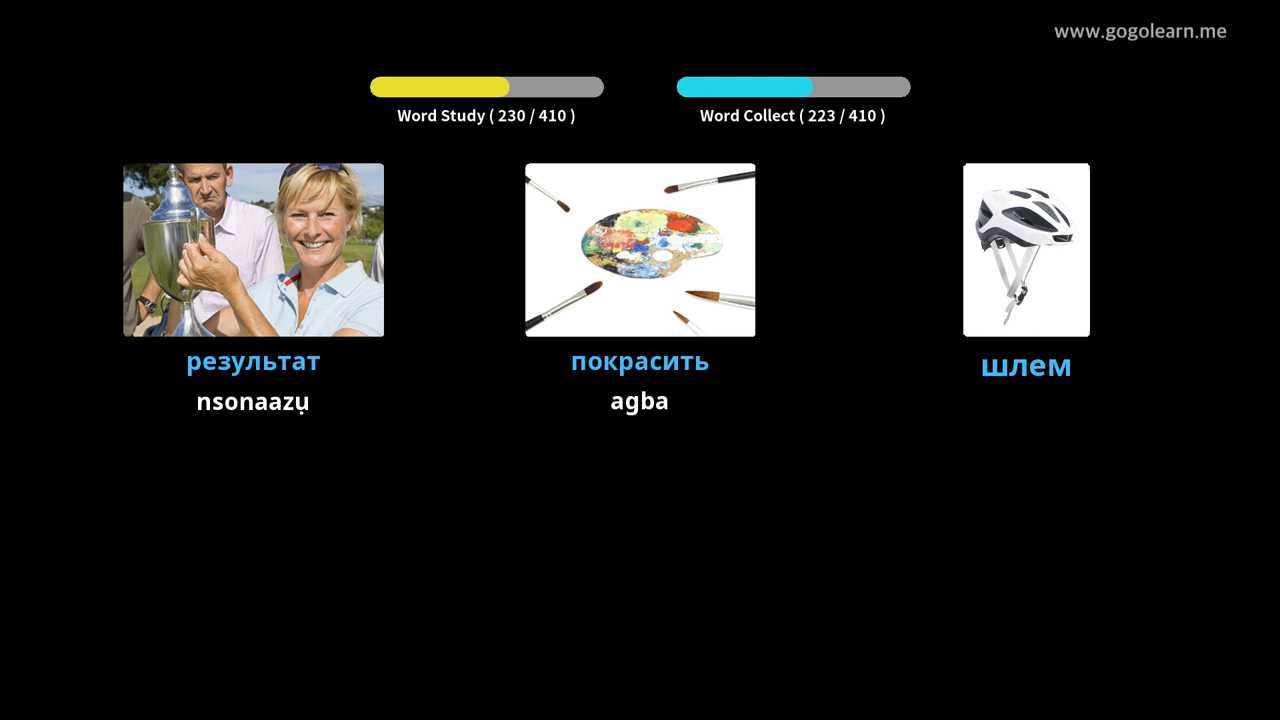 www.gogolearn.me
Word Study ( 230 / 410 )
Word Collect ( 223 / 410 )
результат
nsonaazụ
покрасить
agba
шлем